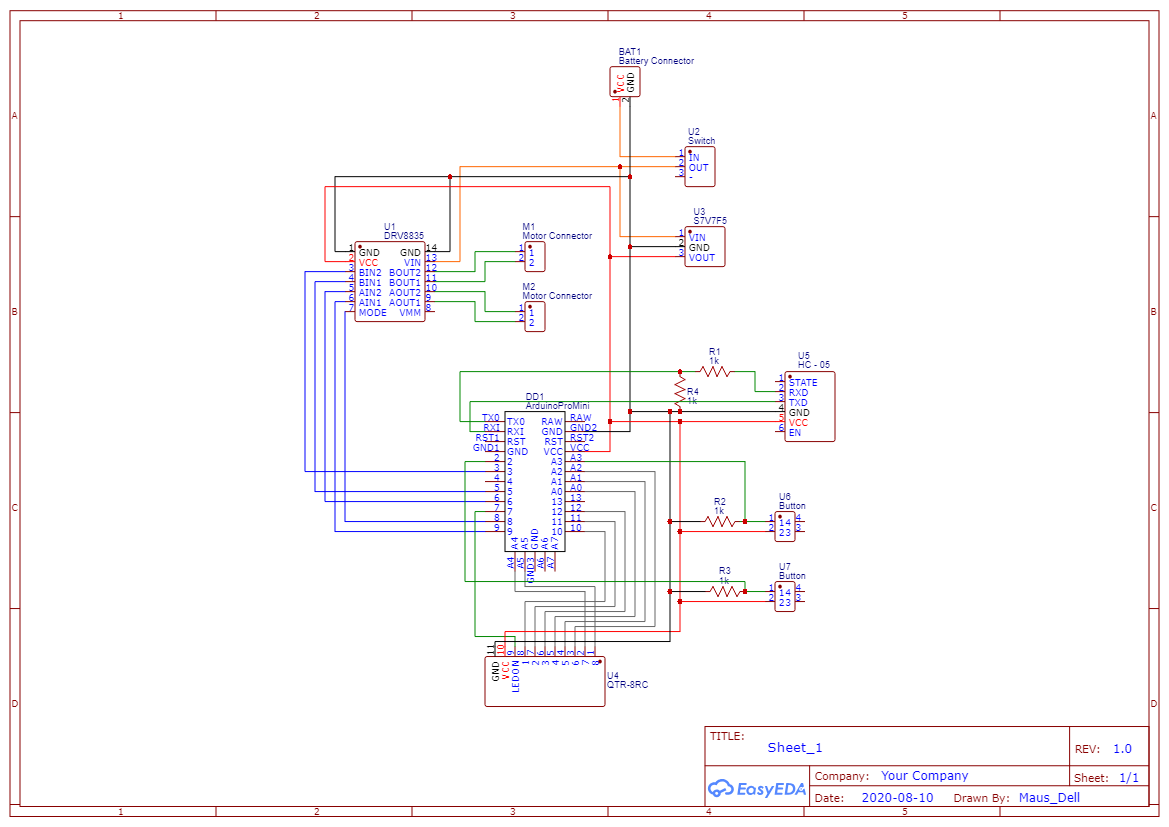 1 2 3 4 5
A A
B B
C C
D D
1 2 3 4 5
BAT1
Battery Connector
VCC
GND
1 2
U2
Switch
1 IN
2 OUT
3 -
U3
S7V7F5
1 VIN
2 GND
3 VOUT
U1
DRV8835
1 GND GND 14
2 VCC VIN 13
3 BIN2 BOUT2 12
4 BIN1 BOUT1 11
5 AIN2 AOUT2 10
6 AIN1 AOUT1 9
7 MODE VMM 8
M1
Motor Connector
1 1
2 2
M2
Motor Connector
1 1
2 2
R1
1k
R4
1k
U5
HC - 05
1 STATE
2 RXD
3 TXD
4 GND
5 VCC
6 EN
DD1
ArduinoProMini
TX0 TX0 RAW RAW
RXI RXI GND GND2
RST1 RST RST RST2
GND1 GND VCC VCC
2 2 A3 A3
3 3 A2 A2
4 4 A1 A1
5 5 A0 A0
6 6 13 13
7 7 12 12
8 8 11 11
9 9 10 10
A4 A5 GND A6 A7
A4 A5 GND3 A6 A7
R2
1k
U6
Button
1 14 4
2 23 3
R3
1k
U7
Button
1 14 4
2 23 3
11 10 9 8 7 6 5 4 3 2 1
GND VCC LEDON 1 2 3 4 5 6 7 8
U4
QTR-8RC
TITLE:
Sheet_1
REV: 1.0
EasyEDA
Company: Your Company
Sheet: 1/1
Date: 2020-08-10 Drawn By: Maus_Dell